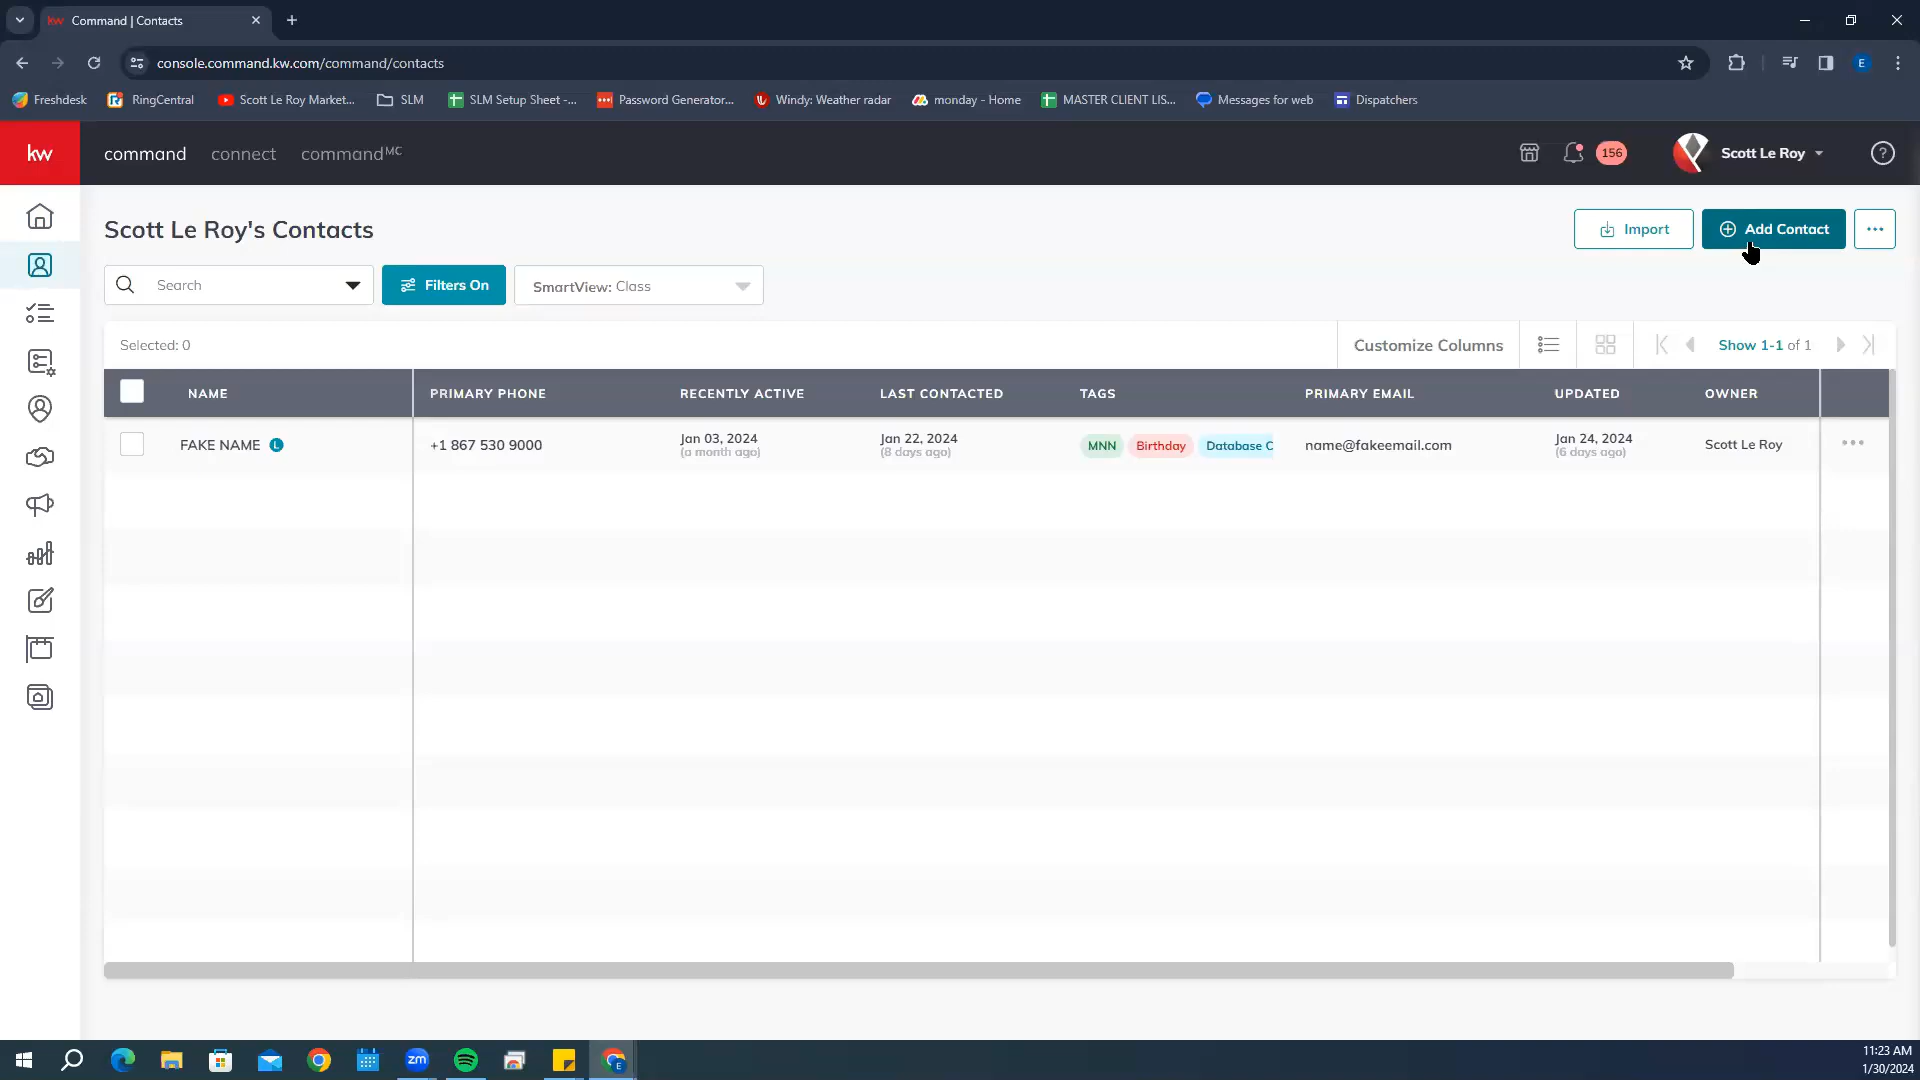 kw Command | Contacts
console.command.kw.com/command/contacts
E
Freshdesk RingCentral Scott Le Roy Market... SLM SLM Setup Sheet -... Password Generator... Windy: Weather radar monday - Home MASTER CLIENT LIS... Messages for web Dispatchers
kw command connect commandMC 156 Scott Le Roy ?
Scott Le Roy's Contacts Import Add Contact ...
Search Filters On SmartView: Class
Selected: 0 Customize Columns Show 1-1 of 1
NAME PRIMARY PHONE RECENTLY ACTIVE LAST CONTACTED TAGS PRIMARY EMAIL UPDATED OWNER
FAKE NAME L +1 867 530 9000 Jan 03, 2024 Jan 22, 2024 MNN Birthday Database C name@fakeemail.com Jan 24, 2024 Scott Le Roy ...
(a month ago) (8 days ago) (6 days ago)
zm E
11:23 AM
1/30/2024